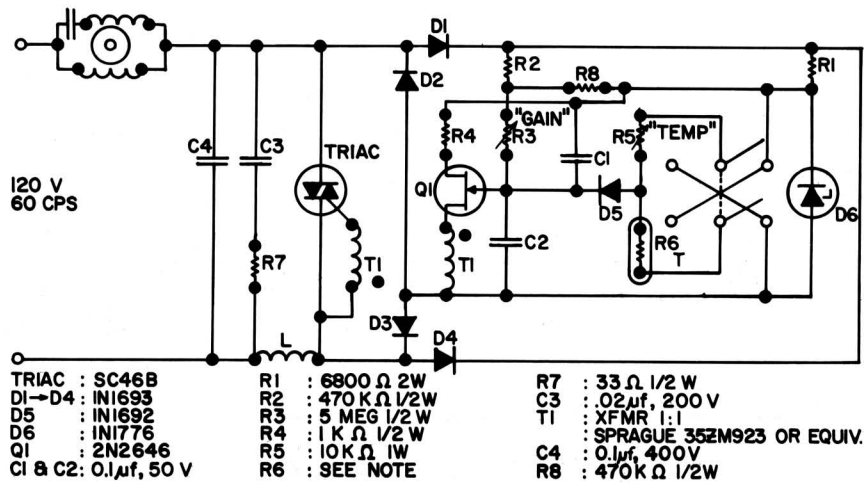 D1
D2
R2
R8
R1
"GAIN"
R3
R4
C1
R5
"TEMP"
C4
C3
TRIAC
Q1
D5
D6
120 V
60 CPS
R7
T1
T1
C2
R6
T
L
D3
D4
TRIAC : SC46B
D1→D4 : IN1693
D5 : IN1692
D6 : IN1776
Q1 : 2N2646
C1 & C2: 0.1μf, 50 V
R1 : 6800 Ω 2W
R2 : 470 K Ω 1/2W
R3 : 5 MEG 1/2 W
R4 : 1 K Ω 1/2 W
R5 : 10K Ω 1W
R6 : SEE NOTE
R7 : 33 Ω 1/2 W
C3 : .02μf, 200 V
T1 : XFMR 1:1
: SPRAGUE 35ZM923 OR EQUIV.
C4 : 0.1μf, 400V
R8 : 470K Ω 1/2W